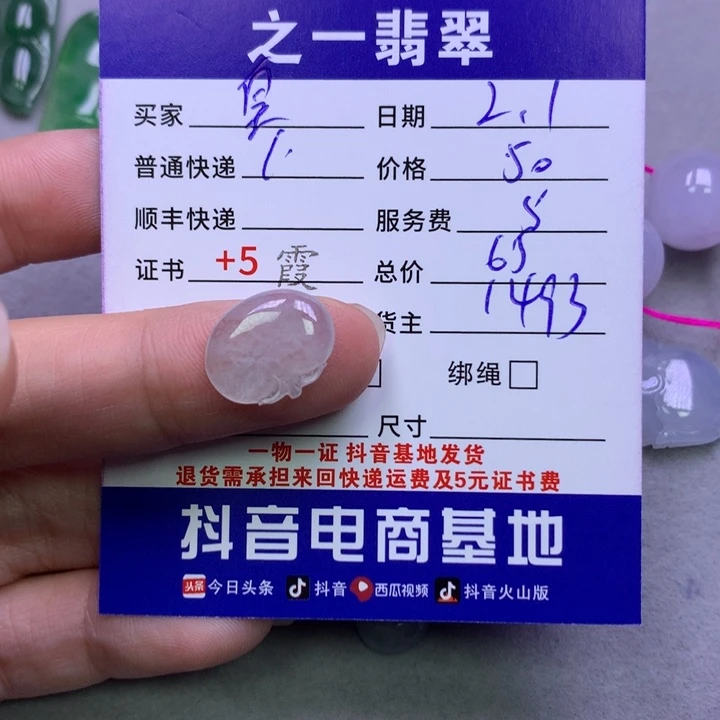 之一翡翠
买家 日期 2.1
普通快递 价格 50
顺丰快递 服务费 5
证书 +5 霞 总价 65
货主 1493
绑绳
尺寸
一物一证 抖音基地发货
退货需承担来回快递运费及5元证书费
抖音电商基地
头条 今日头条 抖音 西瓜视频 抖音火山版